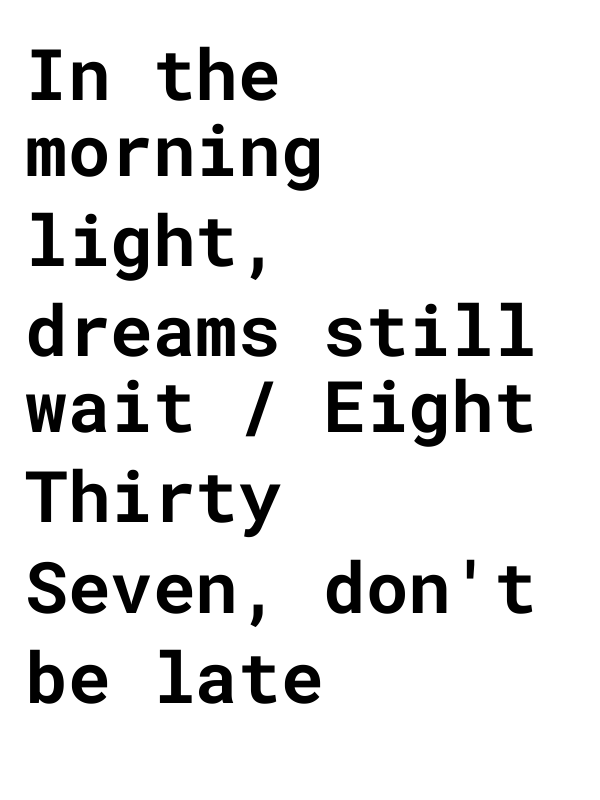 In the
morning
light,
dreams still
wait / Eight
Thirty
Seven, don't
be late